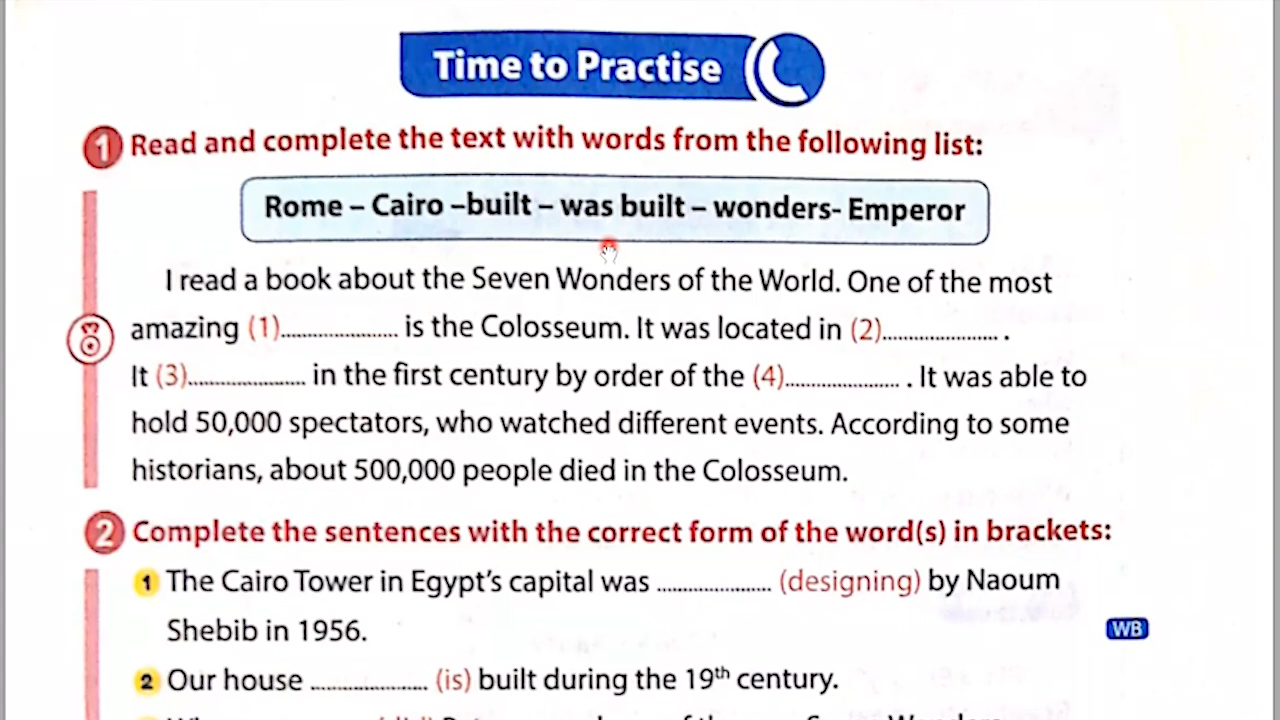 Time to Practise
1 Read and complete the text with words from the following list:
Rome – Cairo –built – was built – wonders- Emperor
I read a book about the Seven Wonders of the World. One of the most
amazing (1)...................... is the Colosseum. It was located in (2)...................... .
It (3)...................... in the first century by order of the (4)...................... . It was able to
hold 50,000 spectators, who watched different events. According to some
historians, about 500,000 people died in the Colosseum.
2 Complete the sentences with the correct form of the word(s) in brackets:
1 The Cairo Tower in Egypt's capital was ...................... (designing) by Naoum
Shebib in 1956.
WB
2 Our house ...................... (is) built during the 19th century.